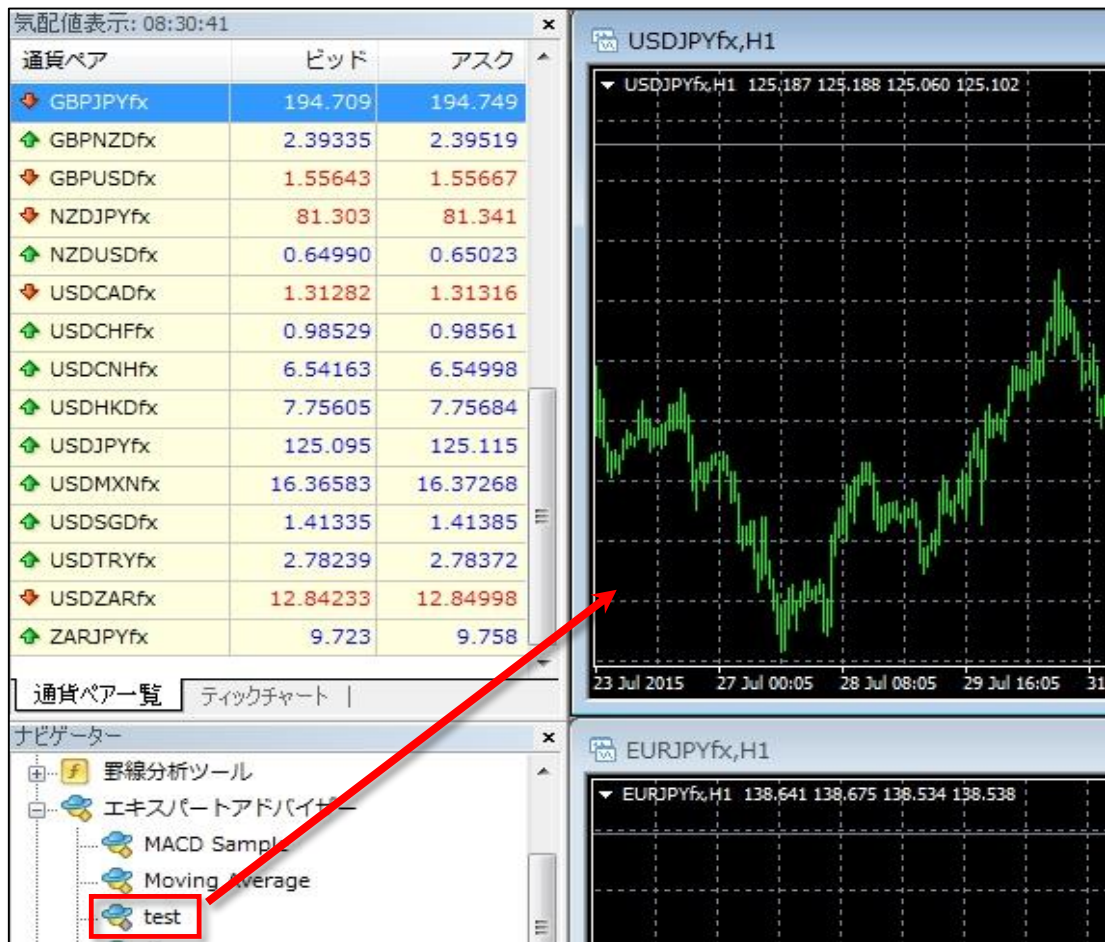 気配値表示: 08:30:41
通貨ペア ビッド アスク
GBPJPYfx 194.709 194.749
GBPNZDfx 2.39335 2.39519
GBPUSDfx 1.55643 1.55667
NZDJPYfx 81.303 81.341
NZDUSDfx 0.64990 0.65023
USDCADfx 1.31282 1.31316
USDCHFfx 0.98529 0.98561
USDCNHfx 6.54163 6.54998
USDHKDfx 7.75605 7.75684
USDJPYfx 125.095 125.115
USDMXNfx 16.36583 16.37268
USDSGDfx 1.41335 1.41385
USDTRYfx 2.78239 2.78372
USDZARfx 12.84233 12.84998
ZARJPYfx 9.723 9.758
通貨ペア一覧 ティックチャート
ナビゲーター
罫線分析ツール
エキスパートアドバイザー
MACD Sample
Moving Average
test
USDJPYfx,H1
USDJPYfx,H1 125.187 125.188 125.060 125.102
23 Jul 2015 27 Jul 00:05 28 Jul 08:05 29 Jul 16:05 31
EURJPYfx,H1
EURJPYfx,H1 138.641 138.675 138.534 138.538